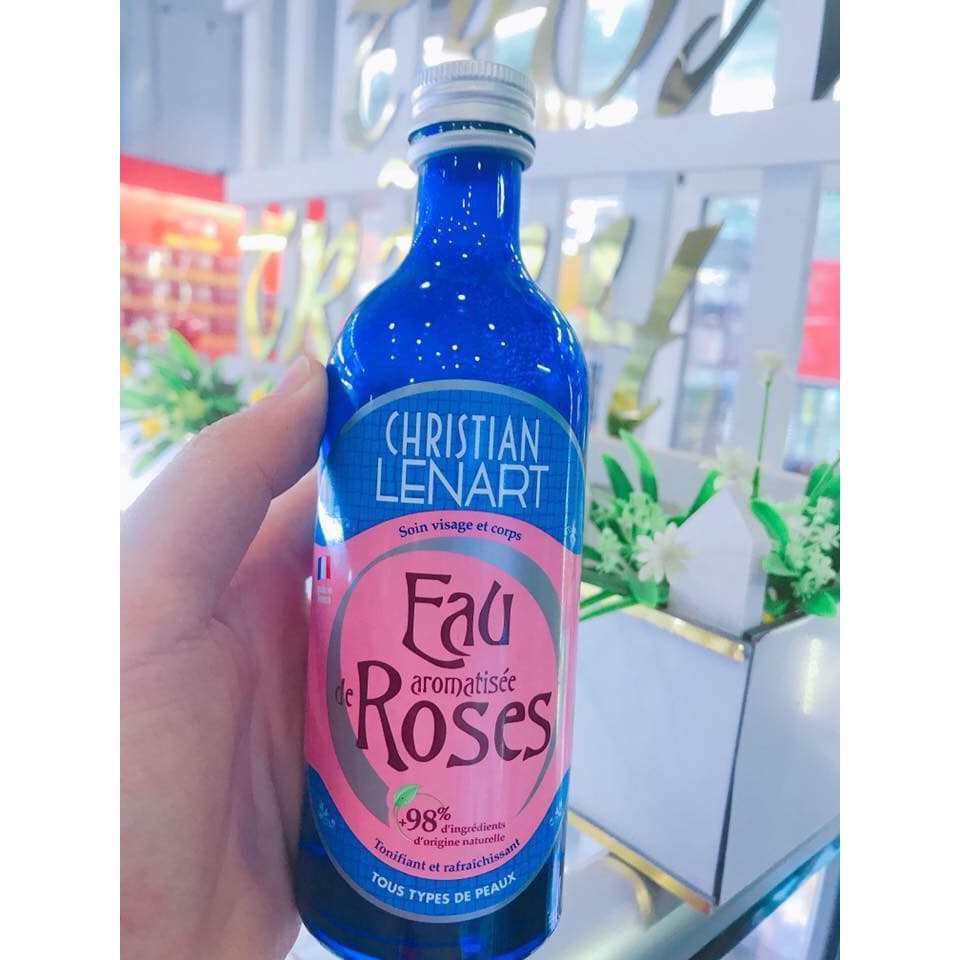 CHRISTIAN
LENART
Soin visage et corps
Eau
aromatisée
de Roses
+98%
d'ingrédients
d'origine naturelle
Tonifiant et rafraîchissant
TOUS TYPES DE PEAUX